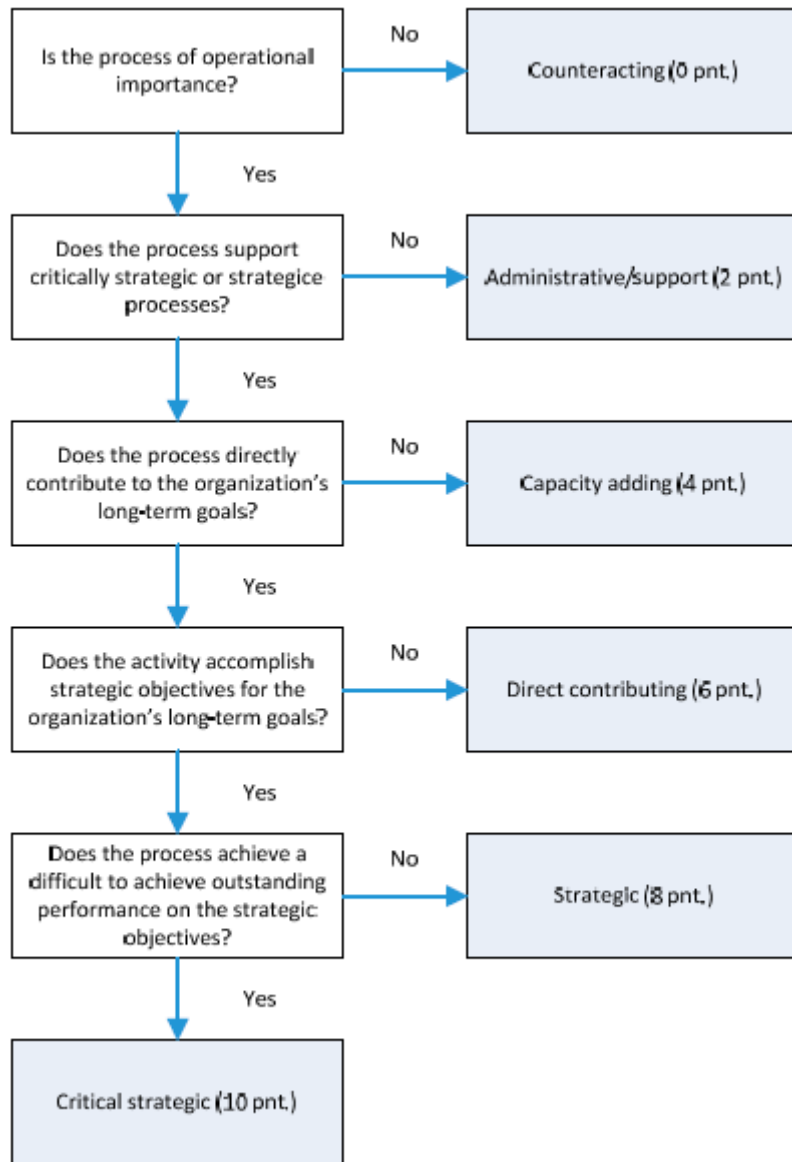 Is the process of operational
importance?
No
Counteracting (0 pnt.)
Yes
Does the process support
critically strategic or strategice
processes?
No
Administrative/support (2 pnt.)
Yes
Does the process directly
contribute to the organization's
long-term goals?
No
Capacity adding (4 pnt.)
Yes
Does the activity accomplish
strategic objectives for the
organization's long-term goals?
No
Direct contributing (6 pnt.)
Yes
Does the process achieve a
difficult to achieve outstanding
performance on the strategic
objectives?
No
Strategic (8 pnt.)
Yes
Critical strategic (10 pnt.)